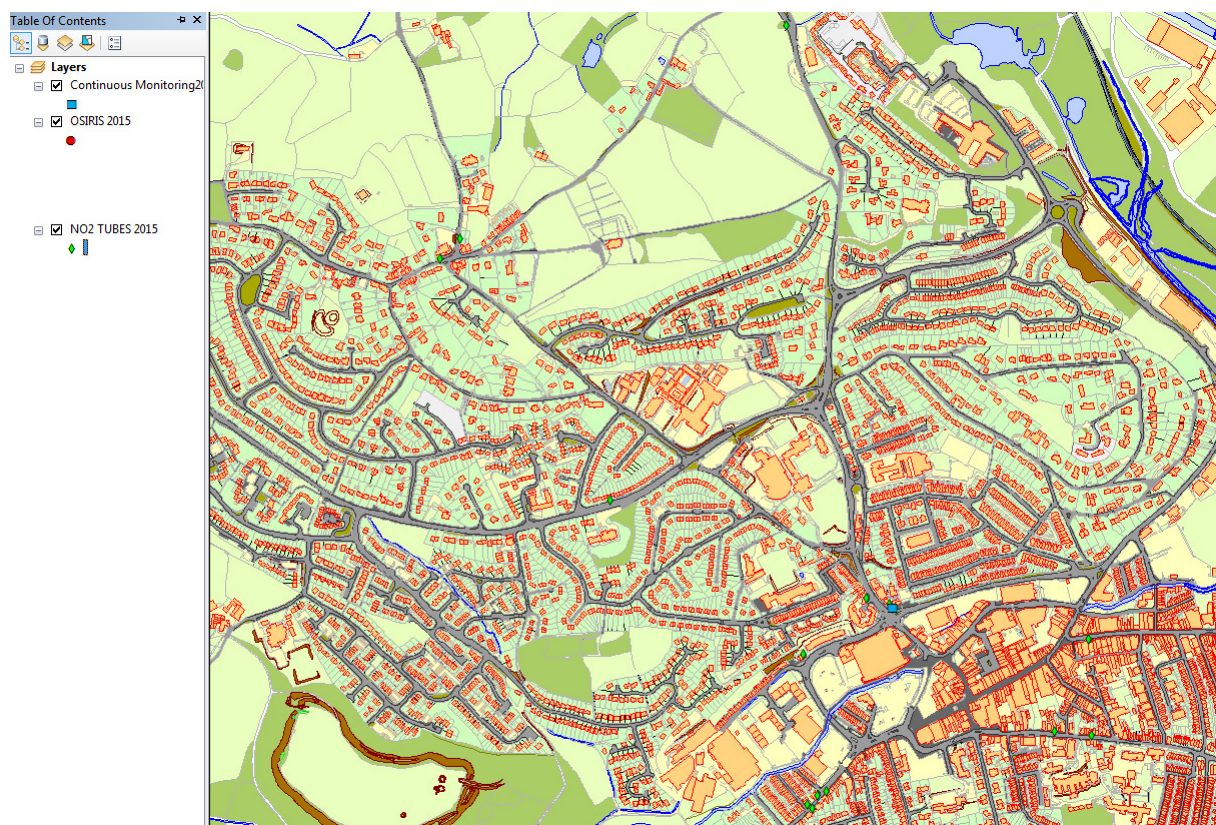 Table Of Contents
Layers
Continuous Monitoring20
OSIRIS 2015
NO2 TUBES 2015